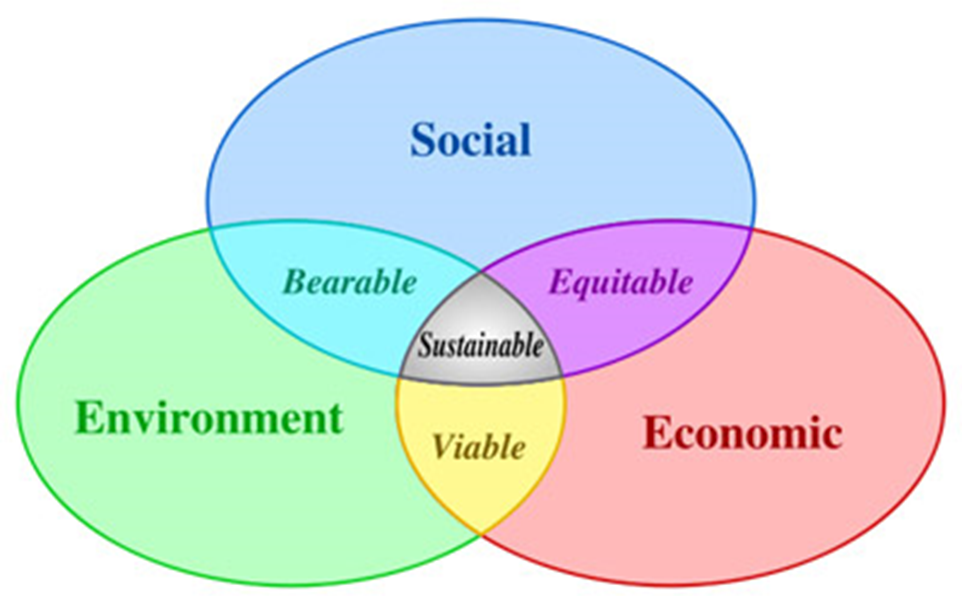 Social
Bearable
Equitable
Sustainable
Environment
Economic
Viable